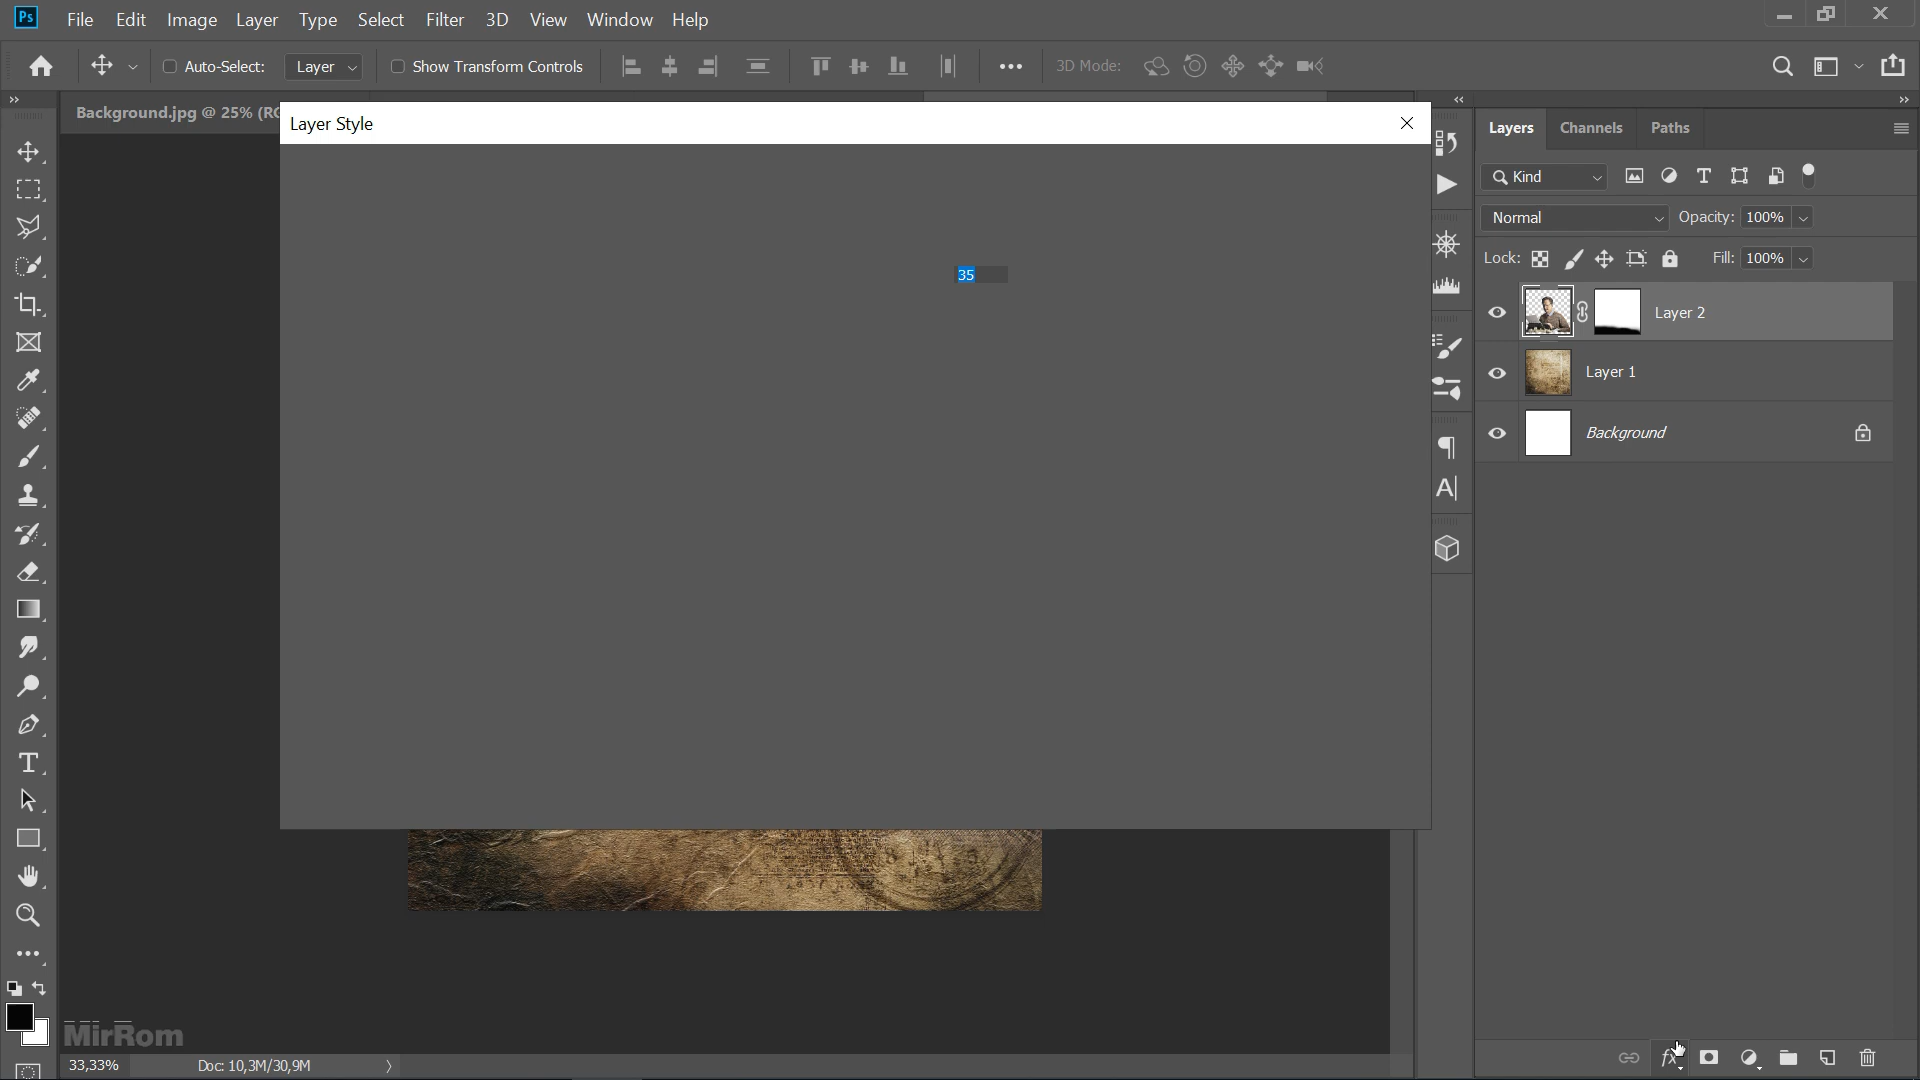 Ps File Edit Image Layer Type Select Filter 3D View Window Help
Auto-Select: Layer Show Transform Controls 3D Mode:
Background.jpg @ 25% (RG
Layer Style
35
Layers Channels Paths
Kind
Normal Opacity: 100%
Lock: Fill: 100%
Layer 2
Layer 1
Background
MirRom
33,33% Doc: 10,3M/30,9M
fx